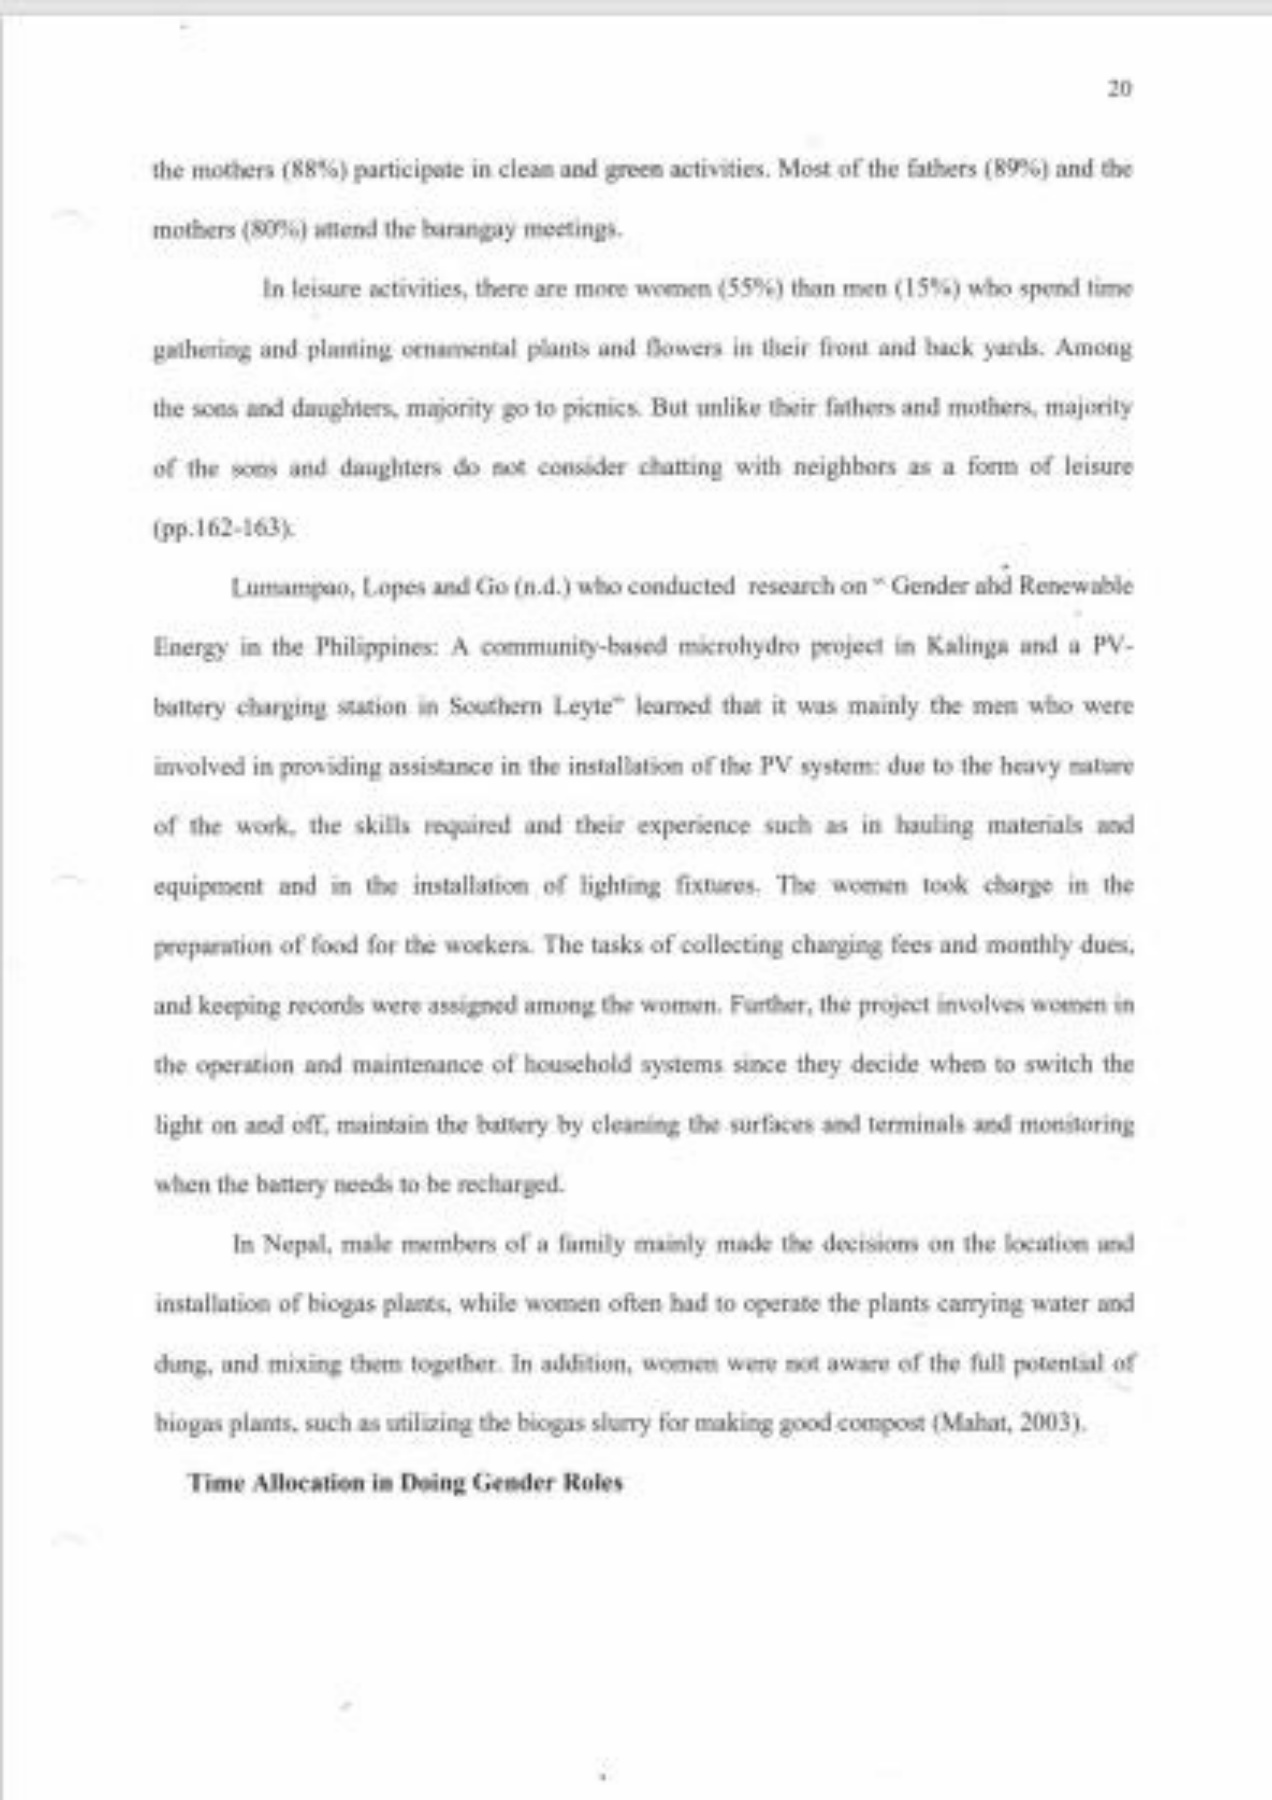 20
the mothers (88%) participate in clean and green activities. Most of the fathers (89%) and the
mothers (80%) attend the barangay meetings.
In leisure activities, there are more women (55%) than men (15%) who spend time
gathering and planting ornamental plants and flowers in their front and back yards. Among
the sons and daughters, majority go to picnics. But unlike their fathers and mothers, majority
of the sons and daughters do not consider chatting with neighbors as a form of leisure
(pp.162-163).
Lumampao, Lopes and Go (n.d.) who conducted research on “ Gender and Renewable
Energy in the Philippines: A community-based microhydro project in Kalinga and a PV-
battery charging station in Southern Leyte” learned that it was mainly the men who were
involved in providing assistance in the installation of the PV system: due to the heavy nature
of the work, the skills required and their experience such as in hauling materials and
equipment and in the installation of lighting fixtures. The women took charge in the
preparation of food for the workers. The tasks of collecting charging fees and monthly dues,
and keeping records were assigned among the women. Further, the project involves women in
the operation and maintenance of household systems since they decide when to switch the
light on and off, maintain the battery by cleaning the surfaces and terminals and monitoring
when the battery needs to be recharged.
In Nepal, male members of a family mainly made the decisions on the location and
installation of biogas plants, while women often had to operate the plants carrying water and
dung, and mixing them together. In addition, women were not aware of the full potential of
biogas plants, such as utilizing the biogas slurry for making good compost (Mahat, 2003).
Time Allocation in Doing Gender Roles